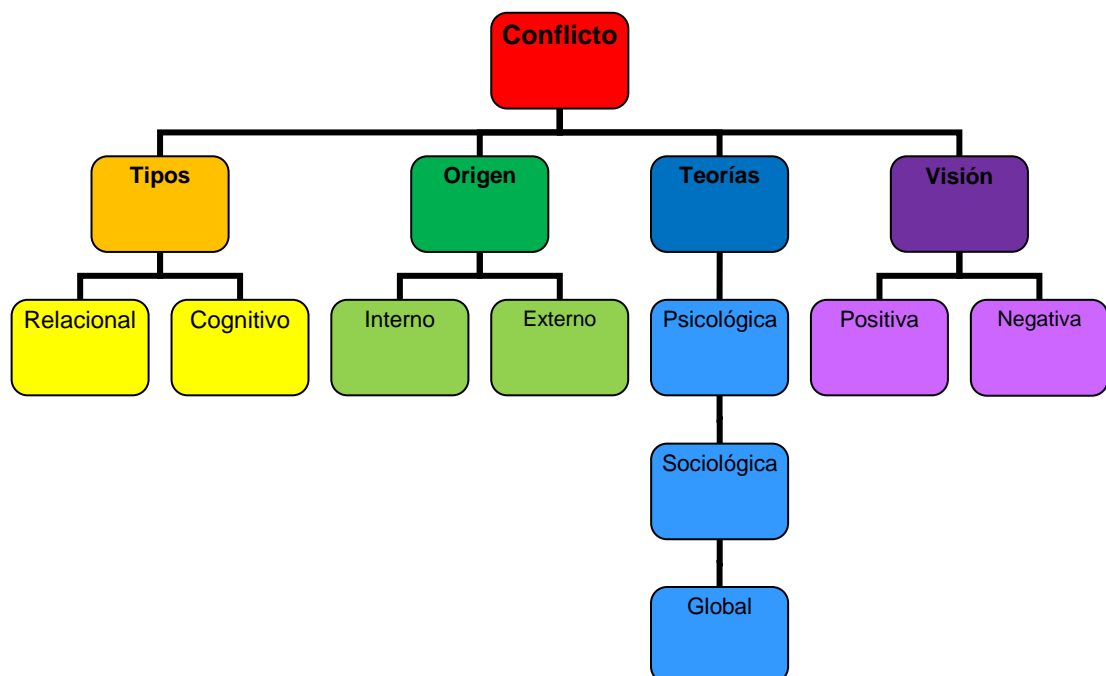 Conflicto
Tipos
Origen
Teorías
Visión
Relacional
Cognitivo
Interno
Externo
Psicológica
Positiva
Negativa
Sociológica
Global